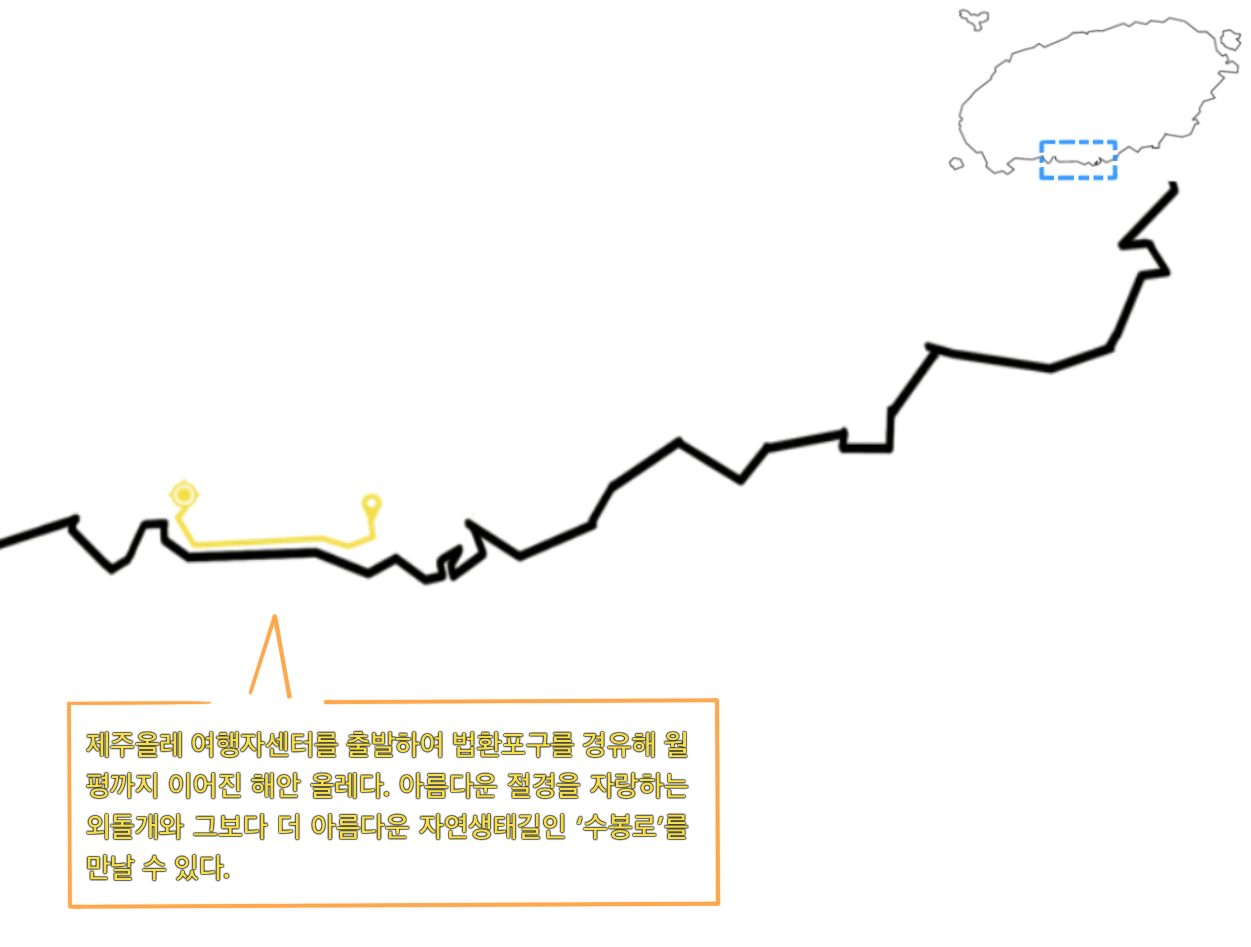 제주올레 여행자센터를 출발하여 법환포구를 경유해 월
평까지 이어진 해안 올레다. 아름다운 절경을 자랑하는
외돌개와 그보다 더 아름다운 자연생태길인 ‘수봉로’를
만날 수 있다.